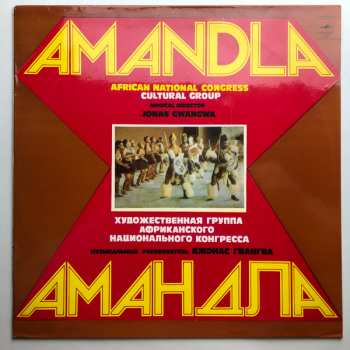 AMANDLA
AFRICAN NATIONAL CONGRESS
CULTURAL GROUP
MUSICAL DIRECTOR
JONAS GWANGWA
ХУДОЖЕСТВЕННАЯ ГРУППА
АФРИКАНСКОГО
НАЦИОНАЛЬНОГО КОНГРЕССА
МУЗЫКАЛЬНЫЙ РУКОВОДИТЕЛЬ ДЖОНАС ГВАНГВА
АМАНДЛА